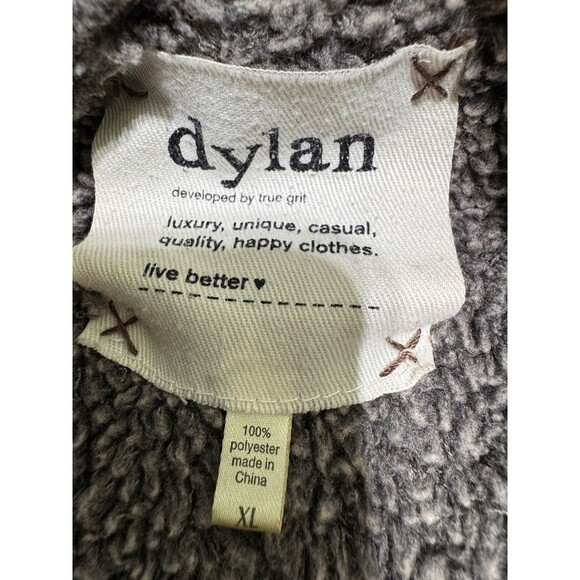 dylan
developed by true grit
luxury, unique, casual,
quality, happy clothes.
live better ♥
100%
polyester
made in
China
XL